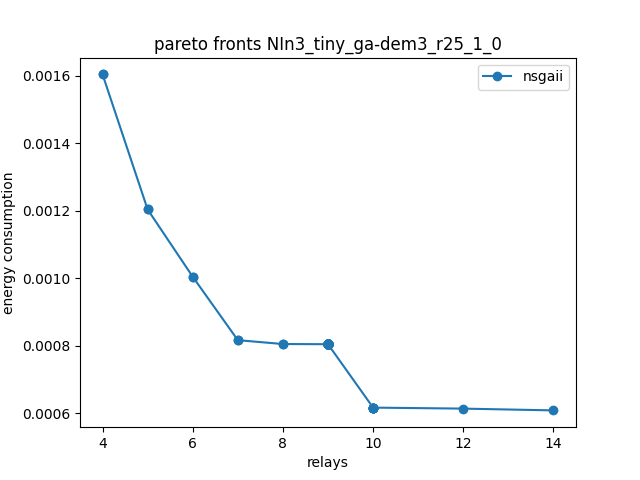 pareto fronts NIn3_tiny_ga-dem3_r25_1_0
nsgaii
0.0016
0.0014
0.0012
0.0010
0.0008
0.0006
energy consumption
4 6 8 10 12 14
relays